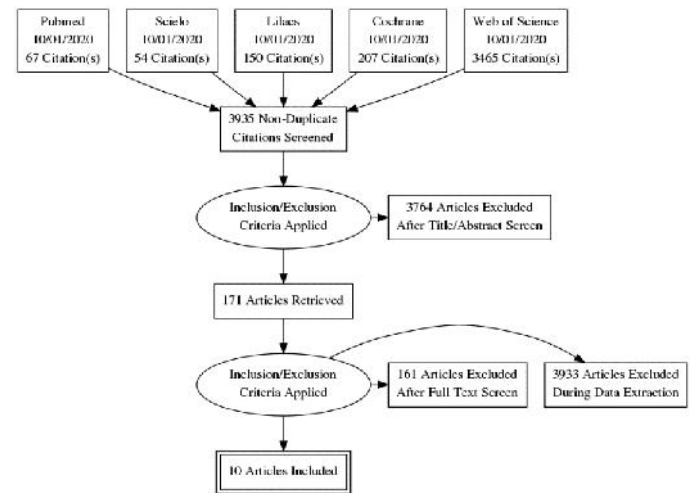 Pubmed
10/01/2020
67 Citation(s)
Scielo
10/01/2020
54 Citation(s)
Lilacs
10/01/2020
150 Citation(s)
Cochrane
10/01/2020
207 Citation(s)
Web of Science
10/01/2020
3465 Citation(s)
3935 Non-Duplicate
Citations Screened
Inclusion/Exclusion
Criteria Applied
3764 Articles Excluded
After Title/Abstract Screen
171 Articles Retrieved
Inclusion/Exclusion
Criteria Applied
161 Articles Excluded
After Full Text Screen
3933 Articles Excluded
During Data Extraction
10 Articles Included